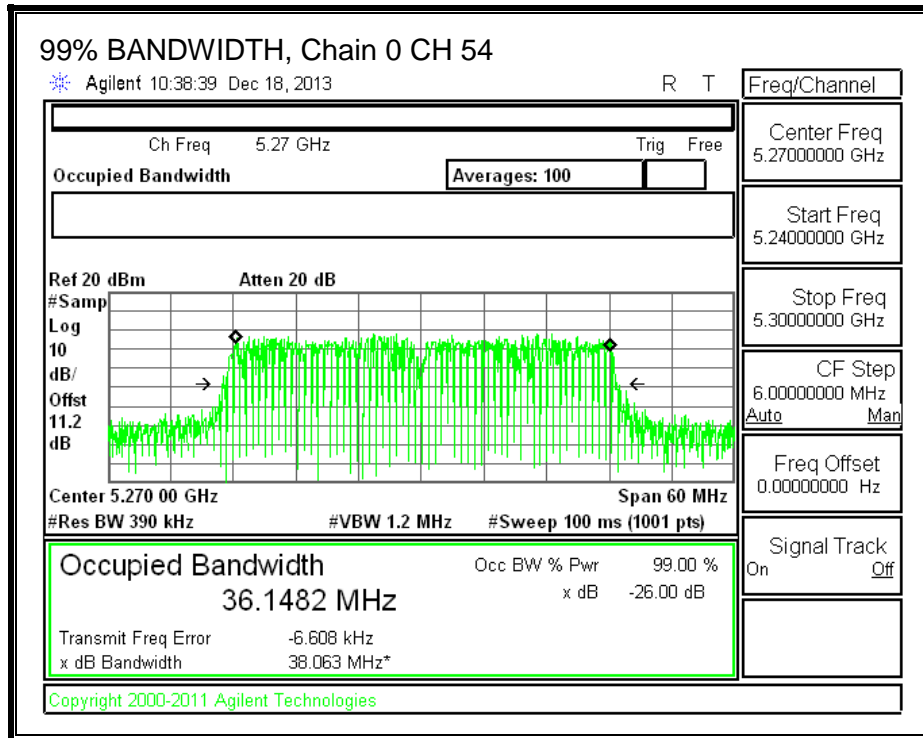 99% BANDWIDTH, Chain 0 CH 54
Agilent 10:38:39 Dec 18, 2013 R T
Freq/Channel
Ch Freq 5.27 GHz Trig Free
Occupied Bandwidth Averages: 100
Center Freq
5.27000000 GHz
Start Freq
5.24000000 GHz
Stop Freq
5.30000000 GHz
CF Step
6.00000000 MHz
Auto Man
Freq Offset
0.00000000 Hz
Signal Track
On Off
Ref 20 dBm Atten 20 dB
#Samp
Log
10
dB/
Offst
11.2
dB
Center 5.270 00 GHz Span 60 MHz
#Res BW 390 kHz #VBW 1.2 MHz #Sweep 100 ms (1001 pts)
Occupied Bandwidth Occ BW % Pwr 99.00 %
36.1482 MHz x dB -26.00 dB
Transmit Freq Error -6.608 kHz
x dB Bandwidth 38.063 MHz*
Copyright 2000-2011 Agilent Technologies